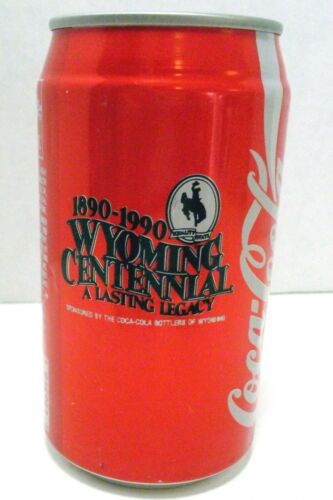 1890-1990
EQUALITY STATE
WYOMING
CENTENNIAL
A LASTING LEGACY
SPONSORED BY THE COCA-COLA BOTTLERS OF WYOMING
Coca-Cola